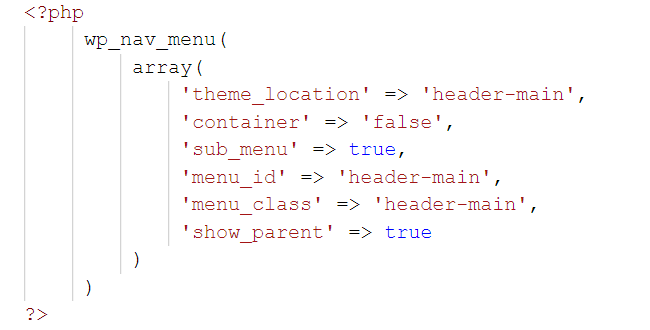 <?php
wp_nav_menu(
array(
'theme_location' => 'header-main',
'container' => 'false',
'sub_menu' => true,
'menu_id' => 'header-main',
'menu_class' => 'header-main',
'show_parent' => true
)
)
?>